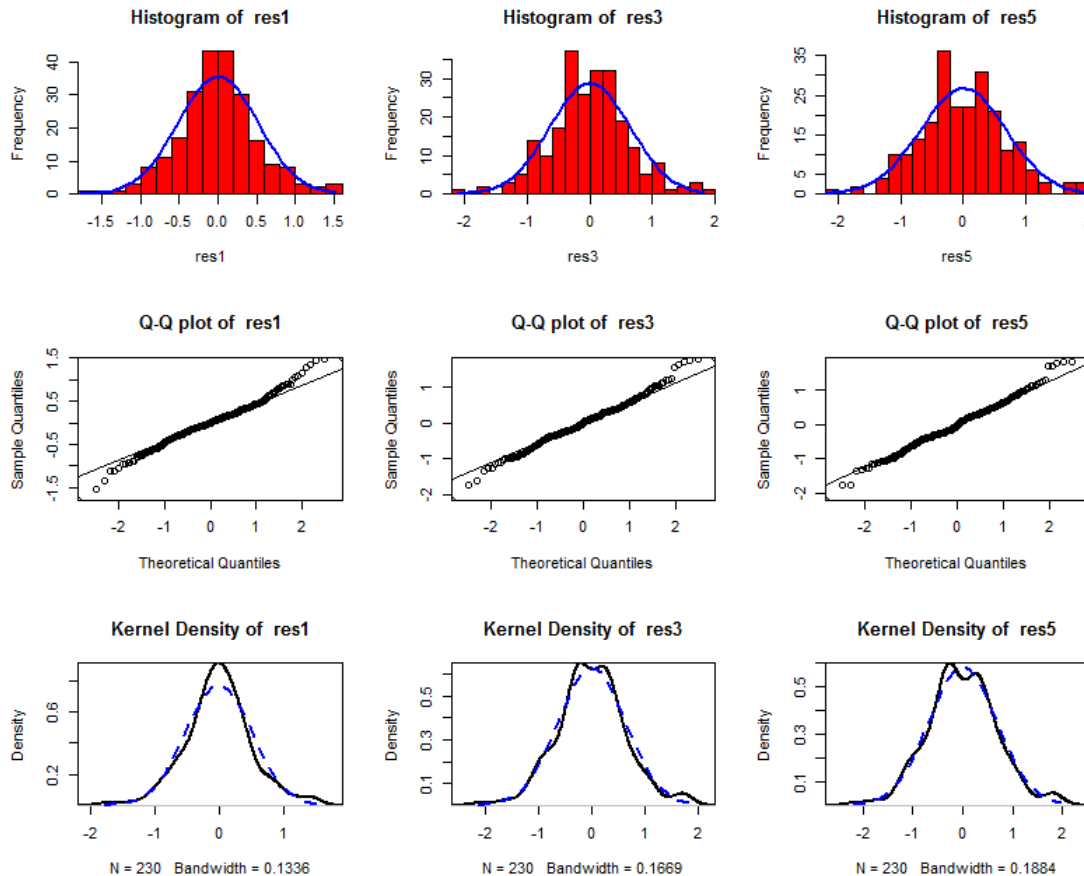 Histogram of res1
Frequency
0 10 20 30 40
-1.5 -1.0 -0.5 0.0 0.5 1.0 1.5
res1
Histogram of res3
Frequency
0 5 10 20 30
-2 -1 0 1 2
res3
Histogram of res5
Frequency
0 5 15 25 35
-2 -1 0 1 2
res5
Q-Q plot of res1
Sample Quantiles
-1.5 -0.5 0.5 1.5
-2 -1 0 1 2
Theoretical Quantiles
Q-Q plot of res3
Sample Quantiles
-2 -1 0 1
-2 -1 0 1 2
Theoretical Quantiles
Q-Q plot of res5
Sample Quantiles
-2 -1 0 1
-2 -1 0 1 2
Theoretical Quantiles
Kernel Density of res1
Density
0.2 0.6
-2 -1 0 1
N = 230 Bandwidth = 0.1336
Kernel Density of res3
Density
0.1 0.3 0.5
-2 -1 0 1 2
N = 230 Bandwidth = 0.1669
Kernel Density of res5
Density
0.1 0.3 0.5
-2 -1 0 1 2
N = 230 Bandwidth = 0.1884